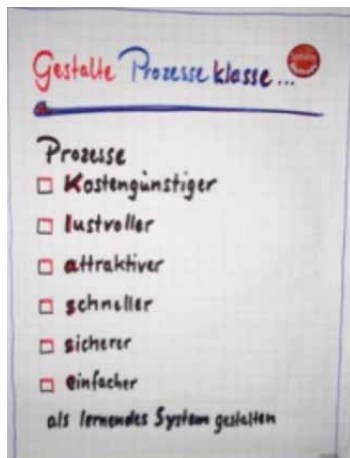 Gestalte Prozesse klasse...
Prozesse
Kostengünstiger
lustvoller
attraktiver
schneller
sicherer
einfacher
als lernendes System gestalten